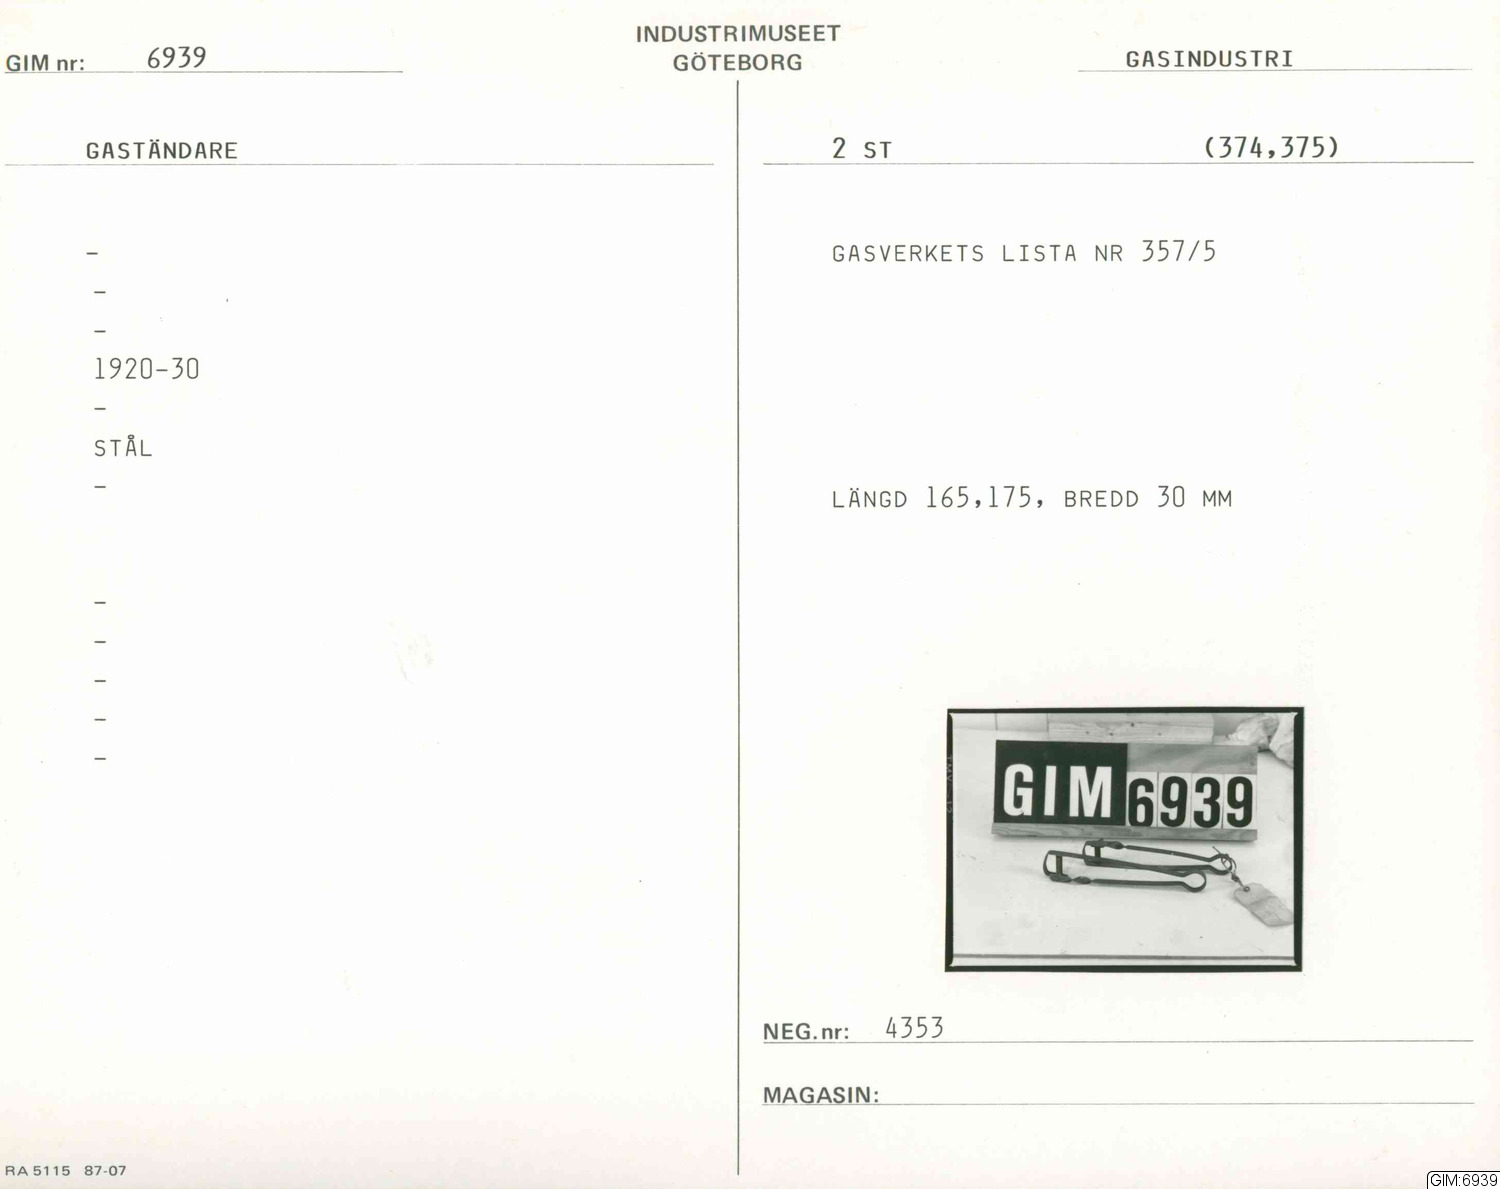 INDUSTRIMUSEET
GÖTEBORG
GIM nr: 6939
GASINDUSTRI
GASTÄNDARE
2 ST (374,375)
-
GASVERKETS LISTA NR 357/5
-
-
1920-30
-
STÅL
-
LÄNGD 165,175, BREDD 30 MM
-
-
-
-
-
GIM 6939
NEG.nr: 4353
MAGASIN:
RA 5115 87-07
GIM:6939